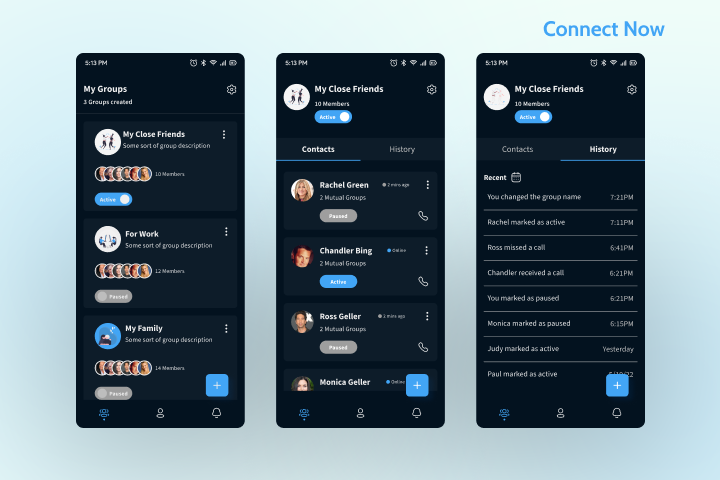 Connect Now
5:13 PM
My Groups
3 Groups created
My Close Friends
Some sort of group description
10 Members
Active
For Work
Some sort of group description
12 Members
Paused
My Family
Some sort of group description
14 Members
Paused
+
5:13 PM
My Close Friends
10 Members
Active
Contacts History
Rachel Green 2 mins ago
2 Mutual Groups
Paused
Chandler Bing Online
2 Mutual Groups
Active
Ross Geller 2 mins ago
2 Mutual Groups
Paused
Monica Geller Online
+
5:13 PM
My Close Friends
10 Members
Active
Contacts History
Recent
You changed the group name 7:21PM
Rachel marked as active 7:11PM
Ross missed a call 6:41PM
Chandler received a call 6:21PM
You marked as paused 6:21PM
Monica marked as paused 6:15PM
Judy marked as active Yesterday
Paul marked as active
+